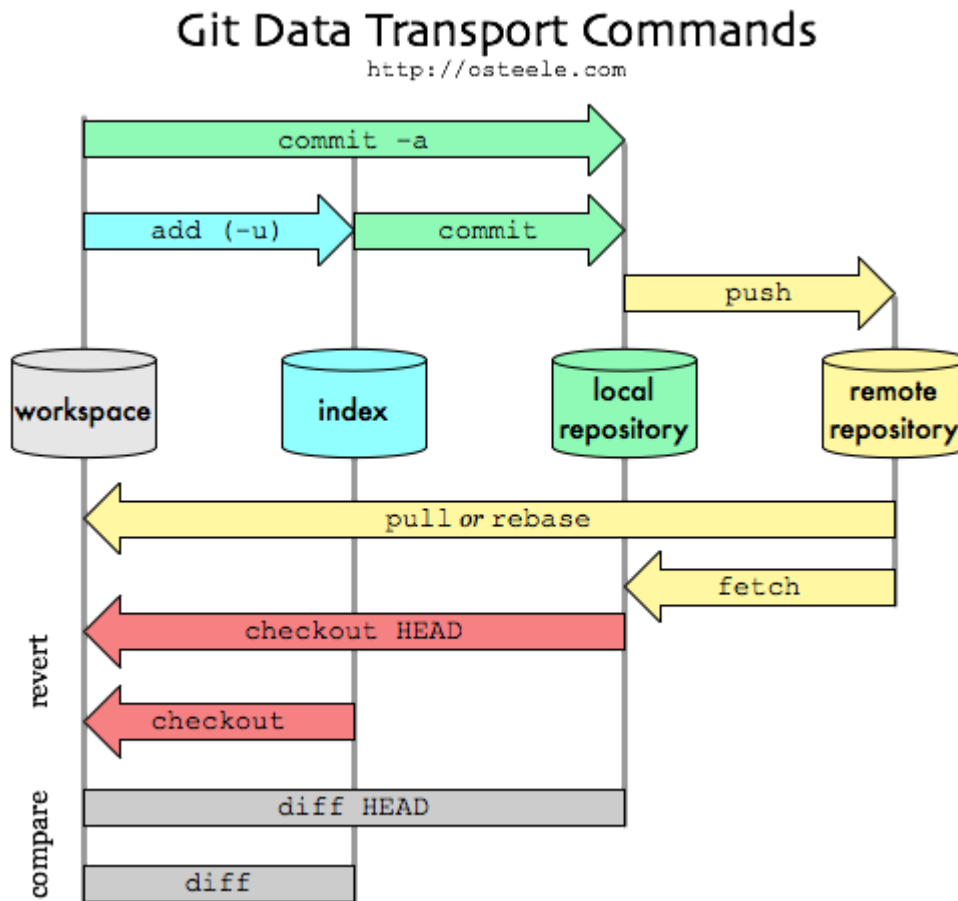 Git Data Transport Commands
http://osteele.com
commit -a
add (-u)
commit
push
workspace
index
local
repository
remote
repository
pull or rebase
fetch
revert
checkout HEAD
checkout
compare
diff HEAD
diff